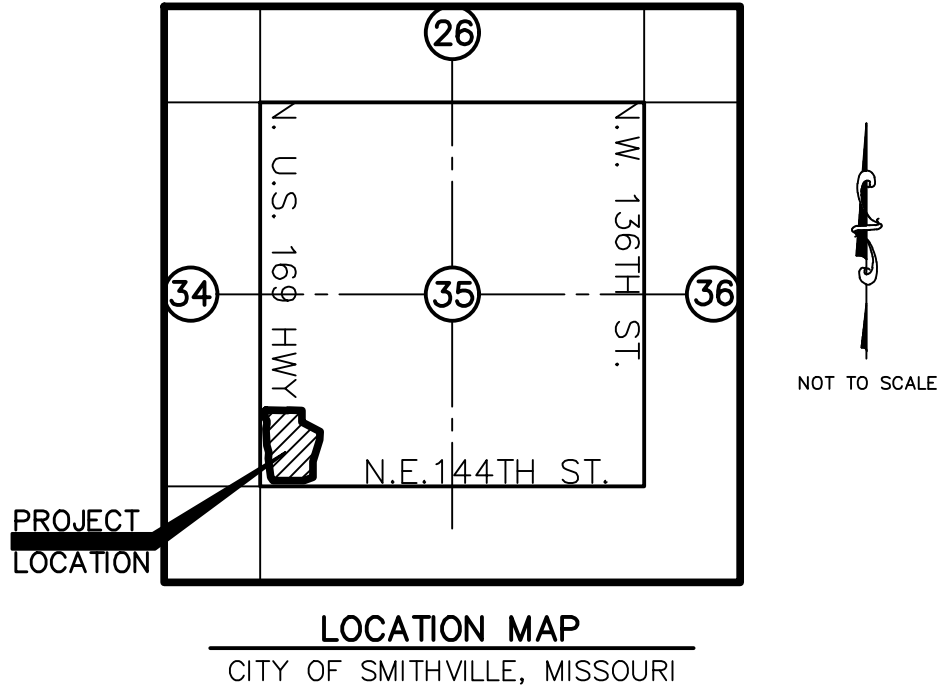 26
N. U.S. 169 HWY
N.W. 136TH ST.
34
35
36
NOT TO SCALE
N.E.144TH ST.
PROJECT
LOCATION
LOCATION MAP
CITY OF SMITHVILLE, MISSOURI